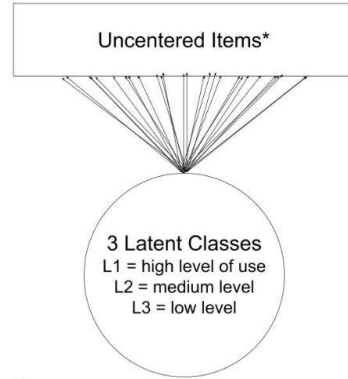 Uncentered Items*
3 Latent Classes
L1 = high level of use
L2 = medium level
L3 = low level